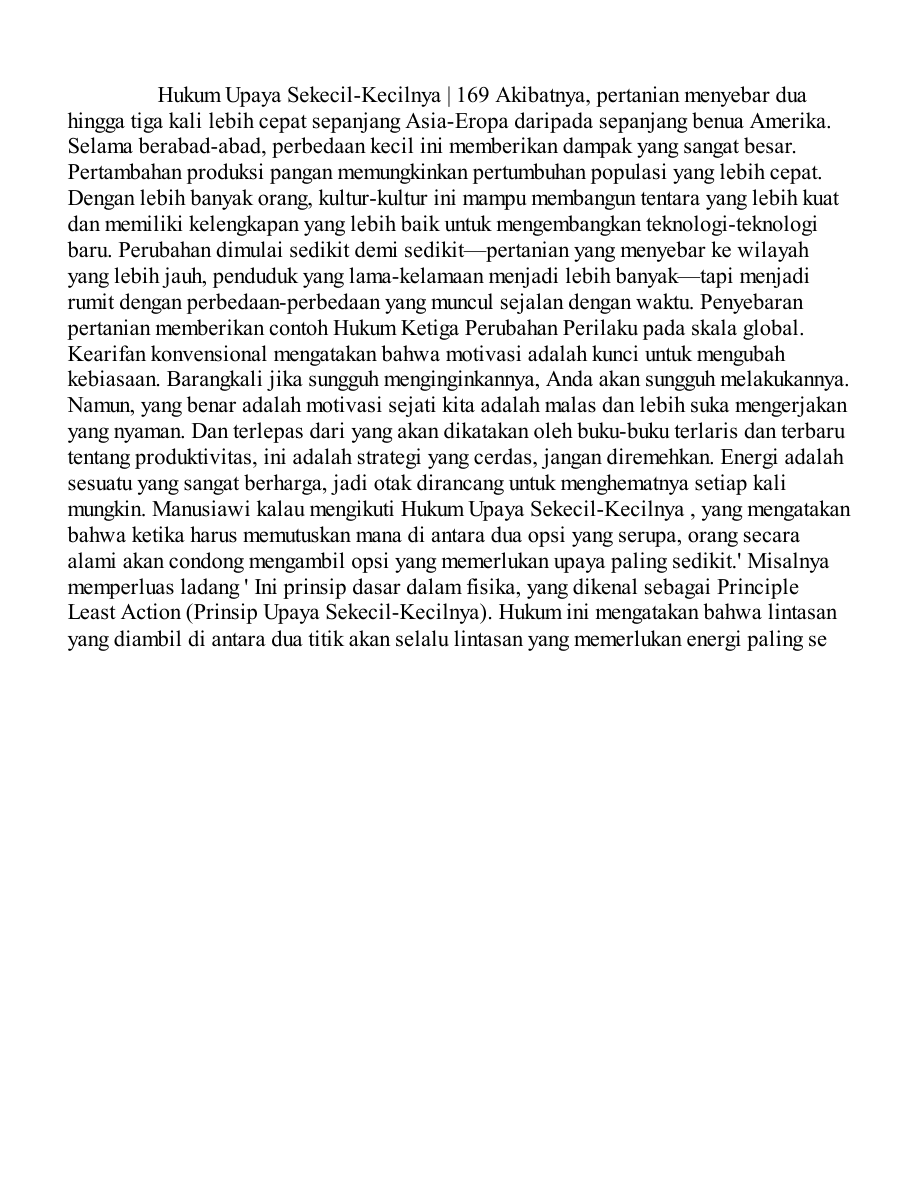 Hukum Upaya Sekecil-Kecilnya | 169 Akibatnya, pertanian menyebar dua
hingga tiga kali lebih cepat sepanjang Asia-Eropa daripada sepanjang benua Amerika.
Selama berabad-abad, perbedaan kecil ini memberikan dampak yang sangat besar.
Pertambahan produksi pangan memungkinkan pertumbuhan populasi yang lebih cepat.
Dengan lebih banyak orang, kultur-kultur ini mampu membangun tentara yang lebih kuat
dan memiliki kelengkapan yang lebih baik untuk mengembangkan teknologi-teknologi
baru. Perubahan dimulai sedikit demi sedikit—pertanian yang menyebar ke wilayah
yang lebih jauh, penduduk yang lama-kelamaan menjadi lebih banyak—tapi menjadi
rumit dengan perbedaan-perbedaan yang muncul sejalan dengan waktu. Penyebaran
pertanian memberikan contoh Hukum Ketiga Perubahan Perilaku pada skala global.
Kearifan konvensional mengatakan bahwa motivasi adalah kunci untuk mengubah
kebiasaan. Barangkali jika sungguh menginginkannya, Anda akan sungguh melakukannya.
Namun, yang benar adalah motivasi sejati kita adalah malas dan lebih suka mengerjakan
yang nyaman. Dan terlepas dari yang akan dikatakan oleh buku-buku terlaris dan terbaru
tentang produktivitas, ini adalah strategi yang cerdas, jangan diremehkan. Energi adalah
sesuatu yang sangat berharga, jadi otak dirancang untuk menghematnya setiap kali
mungkin. Manusiawi kalau mengikuti Hukum Upaya Sekecil-Kecilnya , yang mengatakan
bahwa ketika harus memutuskan mana di antara dua opsi yang serupa, orang secara
alami akan condong mengambil opsi yang memerlukan upaya paling sedikit.' Misalnya
memperluas ladang ' Ini prinsip dasar dalam fisika, yang dikenal sebagai Principle
Least Action (Prinsip Upaya Sekecil-Kecilnya). Hukum ini mengatakan bahwa lintasan
yang diambil di antara dua titik akan selalu lintasan yang memerlukan energi paling se